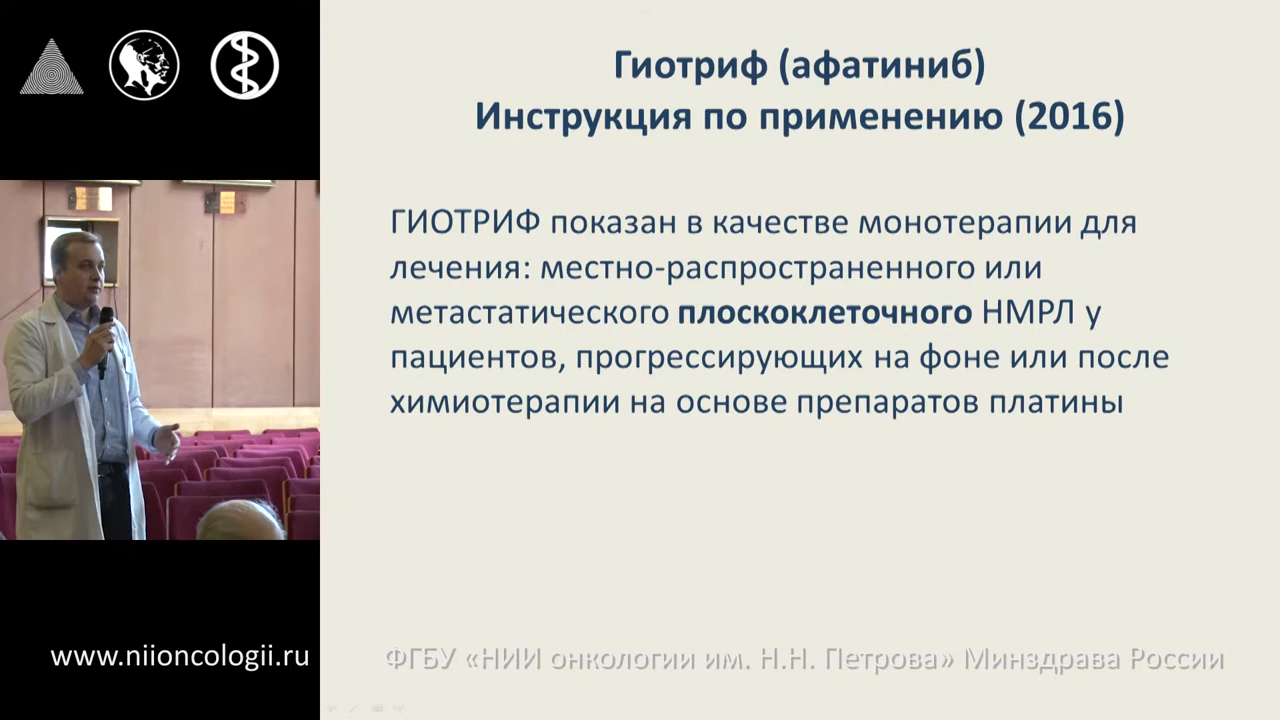 Гиотриф (афатиниб)
Инструкция по применению (2016)
ГИОТРИФ показан в качестве монотерапии для
лечения: местно-распространенного или
метастатического плоскоклеточного НМРЛ у
пациентов, прогрессирующих на фоне или после
химиотерапии на основе препаратов платины
www.niioncologii.ru
ФГБУ «НИИ онкологии им. Н.Н. Петрова» Минздрава России